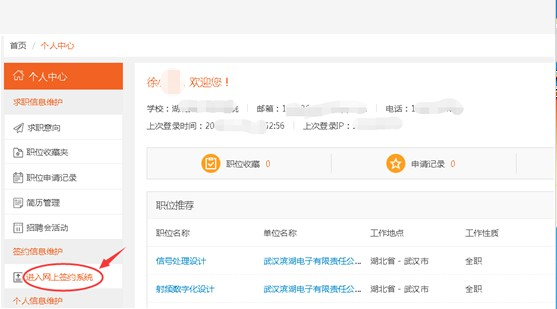 首页 / 个人中心
个人中心
求职信息维护
求职意向
职位收藏夹
职位申请记录
简历管理
招聘会活动
签约信息维护
进入网上签约系统
个人信息维护
徐 欢迎您！
学校：湖 邮箱：1 电话：1
上次登录时间：20 2:56 上次登录IP：
职位收藏 0 申请记录 0
职位推荐
职位名称 单位名称 工作地点 工作性质
信号处理设计 武汉滨湖电子有限责任公... 湖北省 - 武汉市 全职
射频数字化设计 武汉滨湖电子有限责任公... 湖北省 - 武汉市 全职